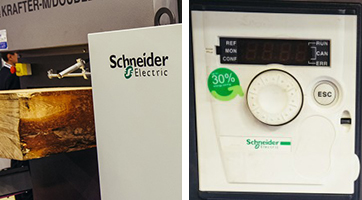 KRAFTER-M/DOUBLE
Schneider
Electric
REF
MON
CONF
RUN
CAN
ERR
30%
ESC
Schneider
Electric